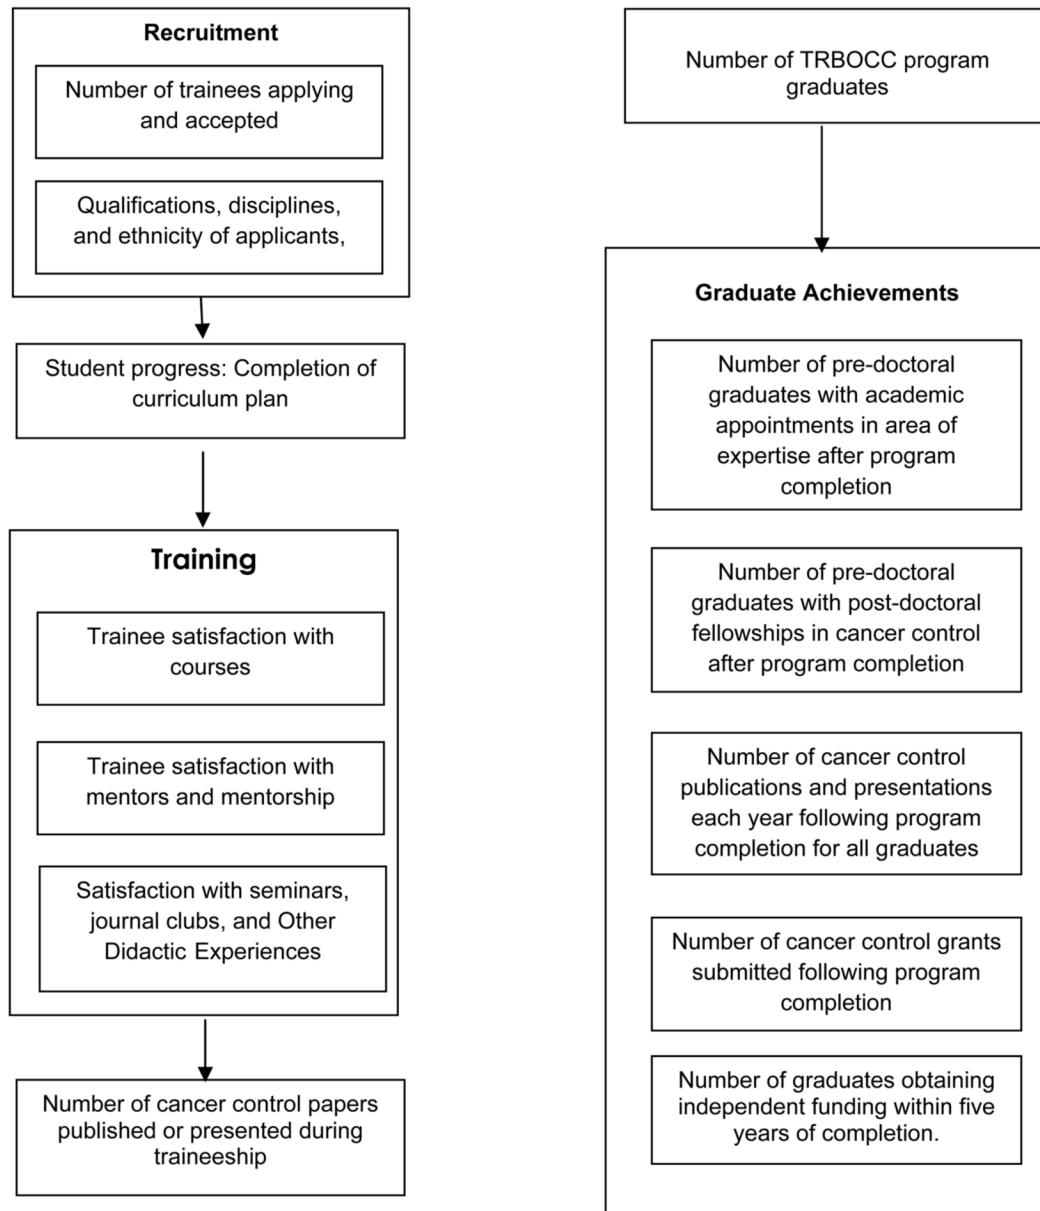 Recruitment
Number of trainees applying
and accepted
Qualifications, disciplines,
and ethnicity of applicants,
Student progress: Completion of
curriculum plan
Training
Trainee satisfaction with
courses
Trainee satisfaction with
mentors and mentorship
Satisfaction with seminars,
journal clubs, and Other
Didactic Experiences
Number of cancer control papers
published or presented during
traineeship
Number of TRBOCC program
graduates
Graduate Achievements
Number of pre-doctoral
graduates with academic
appointments in area of
expertise after program
completion
Number of pre-doctoral
graduates with post-doctoral
fellowships in cancer control
after program completion
Number of cancer control
publications and presentations
each year following program
completion for all graduates
Number of cancer control grants
submitted following program
completion
Number of graduates obtaining
independent funding within five
years of completion.